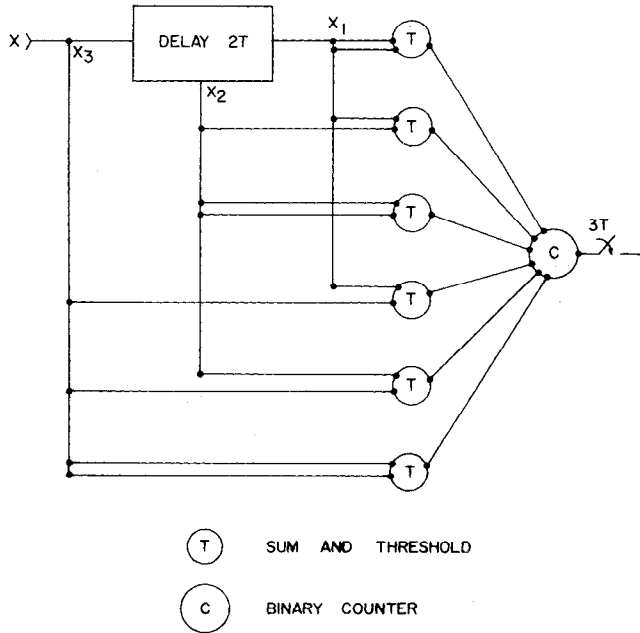 X
X₃
DELAY 2T
X₁
X₂
T
T
T
T
T
T
C
3T
T SUM AND THRESHOLD
C BINARY COUNTER